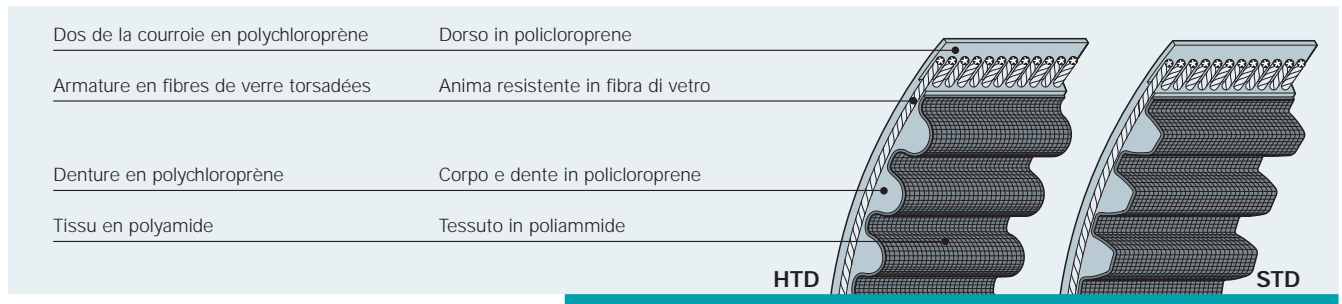 Dos de la courroie en polychloroprène Dorso in policloroprene
Armature en fibres de verre torsadées Anima resistente in fibra di vetro
Denture en polychloroprène Corpo e dente in policloroprene
Tissu en polyamide Tessuto in poliammide
HTD STD